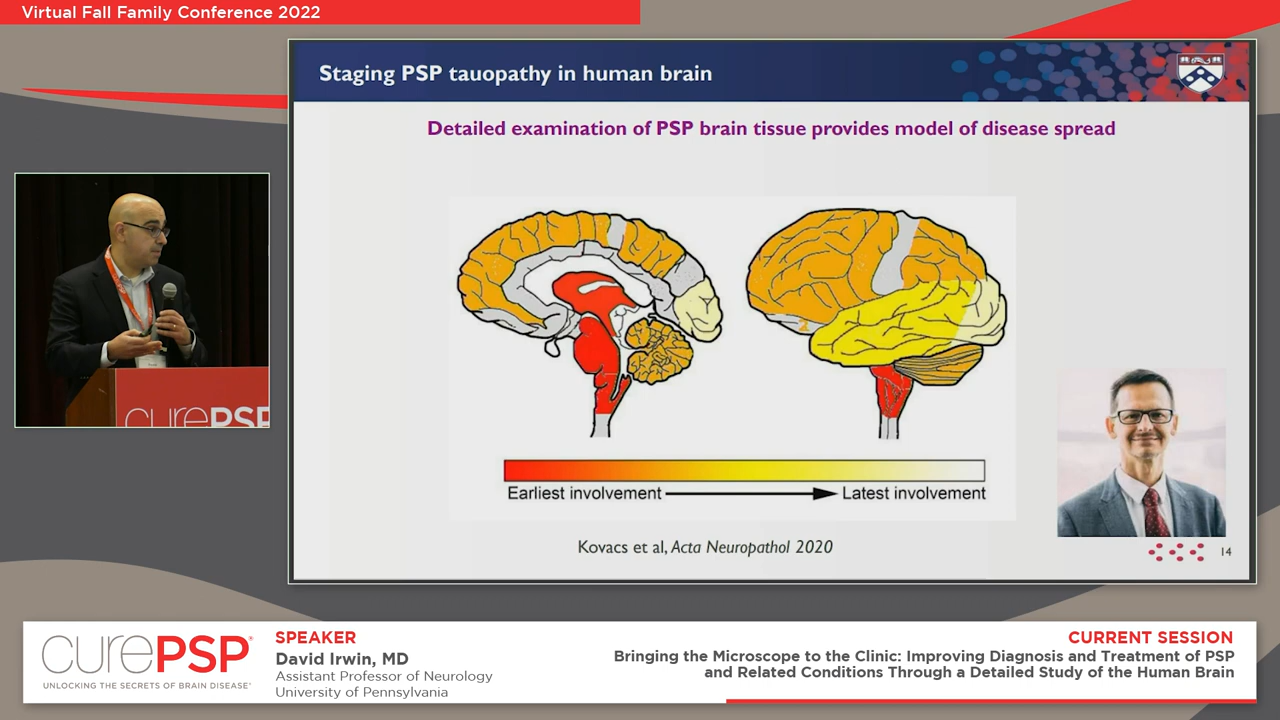 Virtual Fall Family Conference 2022
Staging PSP tauopathy in human brain
Detailed examination of PSP brain tissue provides model of disease spread
Earliest involvement
Latest involvement
Kovacs et al, Acta Neuropathol 2020
14
curePSP
curePSP®
UNLOCKING THE SECRETS OF BRAIN DISEASE®
SPEAKER
David Irwin, MD
Assistant Professor of Neurology
University of Pennsylvania
CURRENT SESSION
Bringing the Microscope to the Clinic: Improving Diagnosis and Treatment of PSP
and Related Conditions Through a Detailed Study of the Human Brain